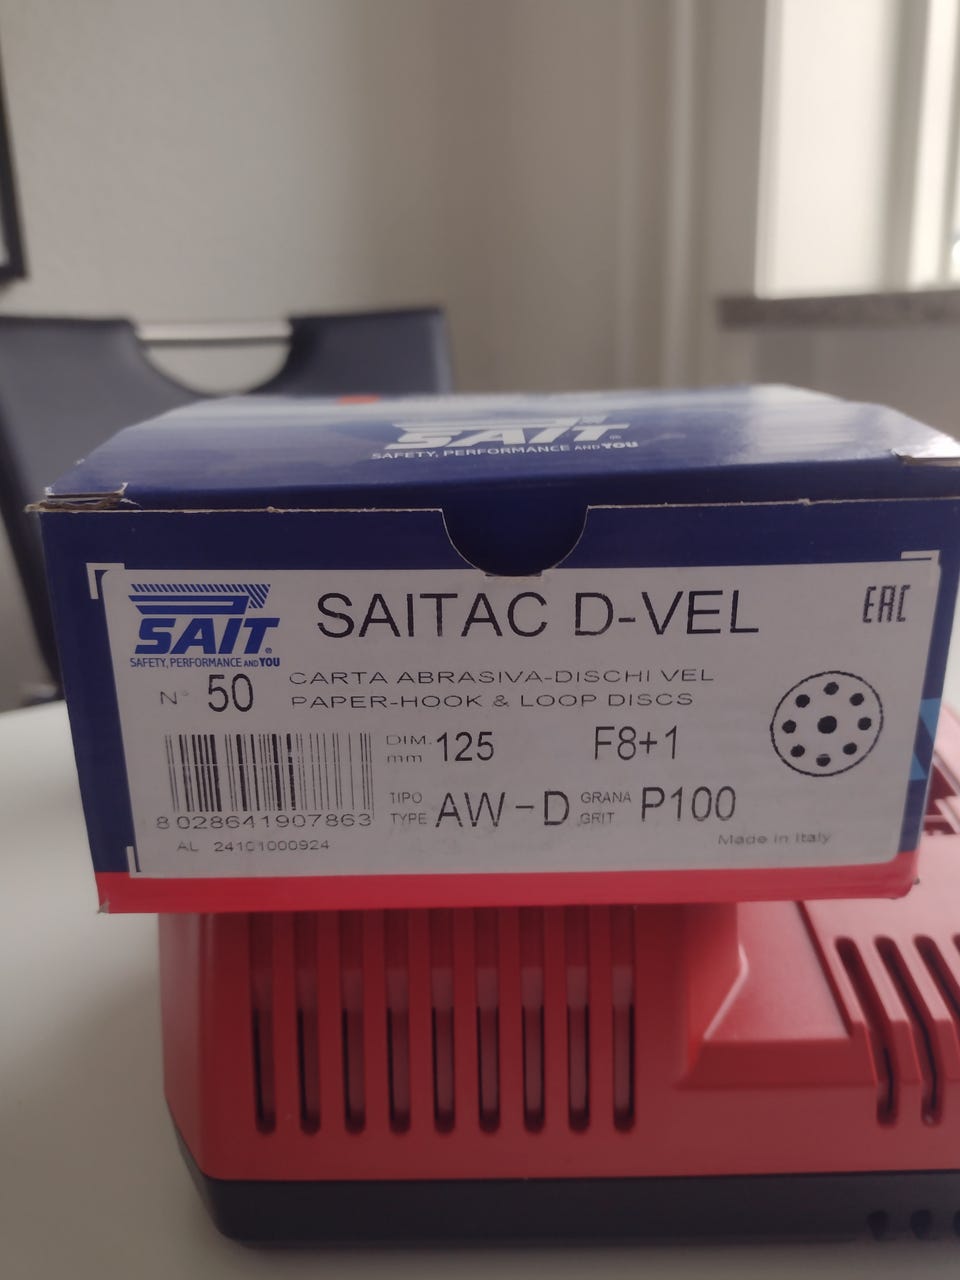 SAIT®
SAFETY, PERFORMANCE AND YOU
SAIT®
SAFETY, PERFORMANCE AND YOU
SAITAC D-VEL
EAC
N° 50
CARTA ABRASIVA-DISCHI VEL
PAPER-HOOK & LOOP DISCS
DIM. mm 125 F8+1
TIPO TYPE AW-D GRANA GRIT P100
8 028641 907863
AL 24101000924
Made in Italy